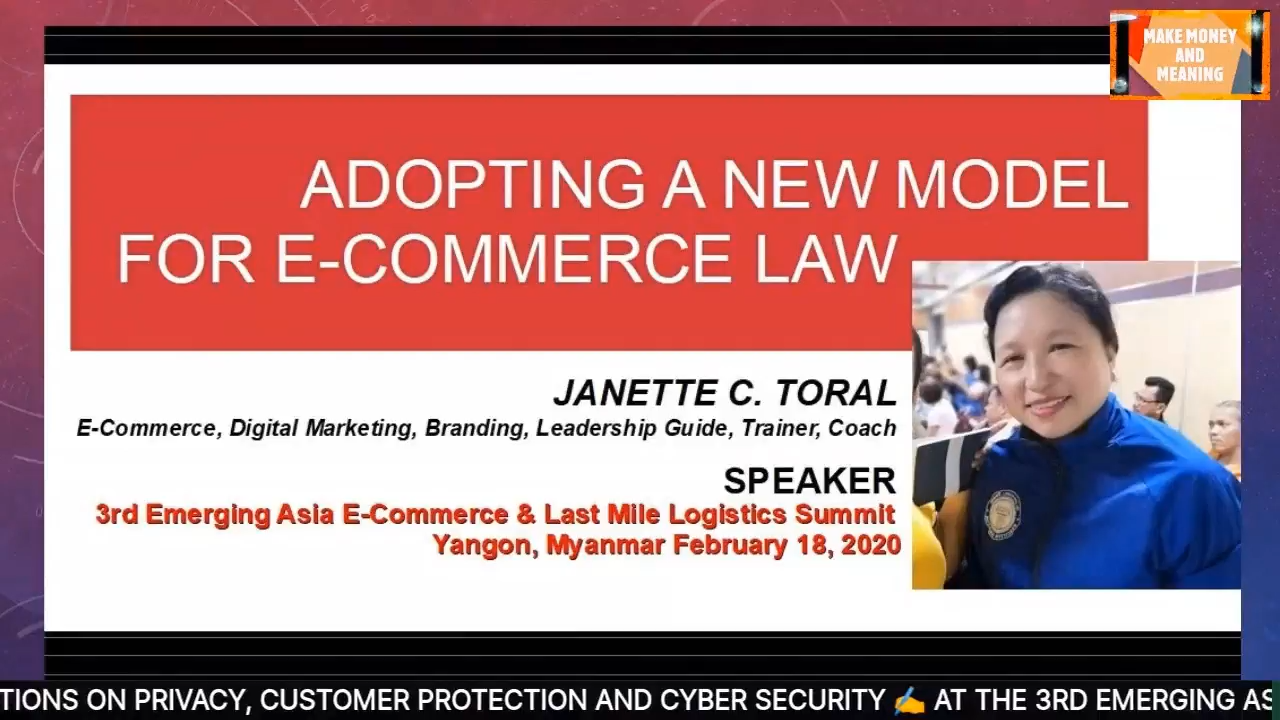 MAKE MONEY
AND
MEANING
ADOPTING A NEW MODEL
FOR E-COMMERCE LAW
JANETTE C. TORAL
E-Commerce, Digital Marketing, Branding, Leadership Guide, Trainer, Coach
SPEAKER
3rd Emerging Asia E-Commerce & Last Mile Logistics Summit
Yangon, Myanmar February 18, 2020
TIONS ON PRIVACY, CUSTOMER PROTECTION AND CYBER SECURITY ✍️ AT THE 3RD EMERGING AS